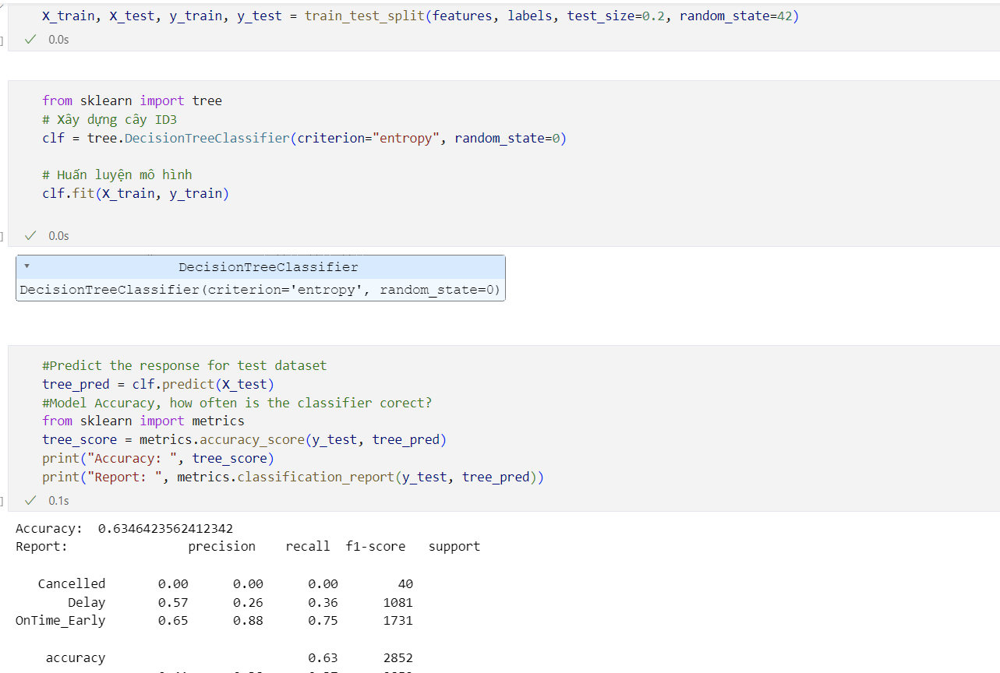 X_train, X_test, y_train, y_test = train_test_split(features, labels, test_size=0.2, random_state=42)
0.0s
from sklearn import tree
# Xây dựng cây ID3
clf = tree.DecisionTreeClassifier(criterion="entropy", random_state=0)
# Huấn luyện mô hình
clf.fit(X_train, y_train)
0.0s
DecisionTreeClassifier
DecisionTreeClassifier(criterion='entropy', random_state=0)
#Predict the response for test dataset
tree_pred = clf.predict(X_test)
#Model Accuracy, how often is the classifier corect?
from sklearn import metrics
tree_score = metrics.accuracy_score(y_test, tree_pred)
print("Accuracy: ", tree_score)
print("Report: ", metrics.classification_report(y_test, tree_pred))
0.1s
Accuracy: 0.6346423562412342
Report: precision recall f1-score support
Cancelled 0.00 0.00 0.00 40
Delay 0.57 0.26 0.36 1081
OnTime_Early 0.65 0.88 0.75 1731
accuracy 0.63 2852